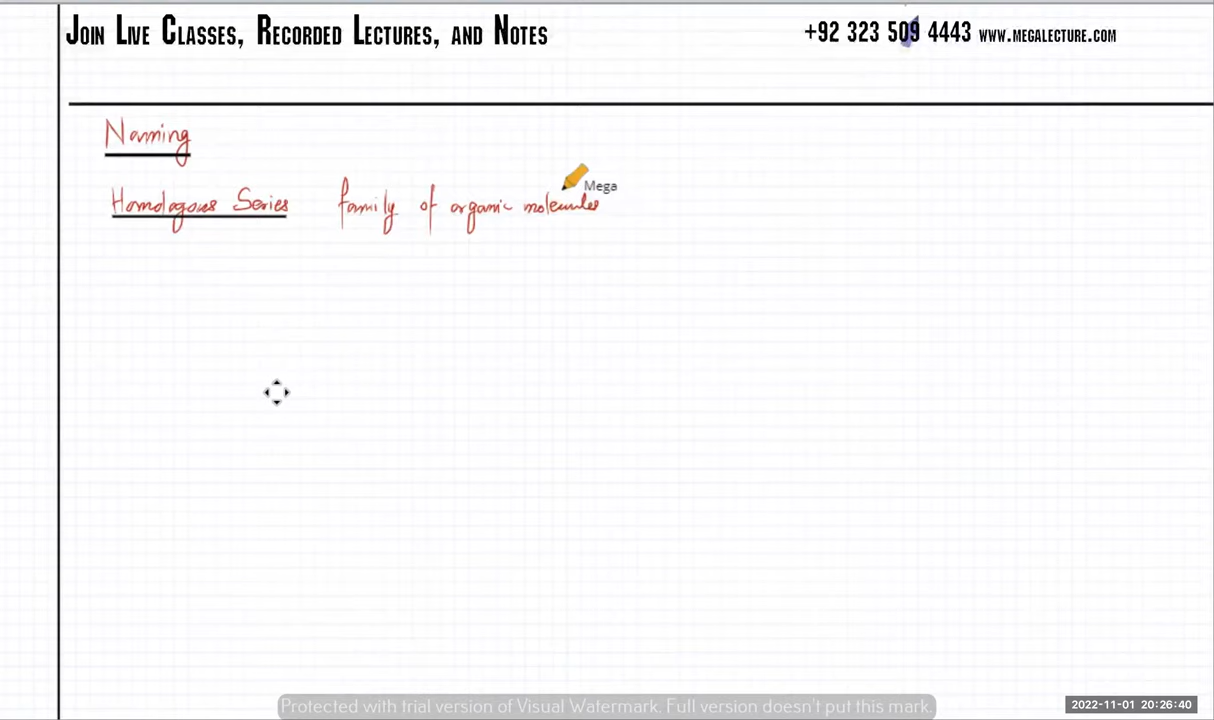 JOIN LIVE CLASSES, RECORDED LECTURES, AND NOTES +92 323 509 4443 WWW.MEGALECTURE.COM
Naming
Mega
Homologous Series family of organic molecules
Protected with trial version of Visual Watermark. Full version doesn't put this mark.
2022-11-01 20:26:40